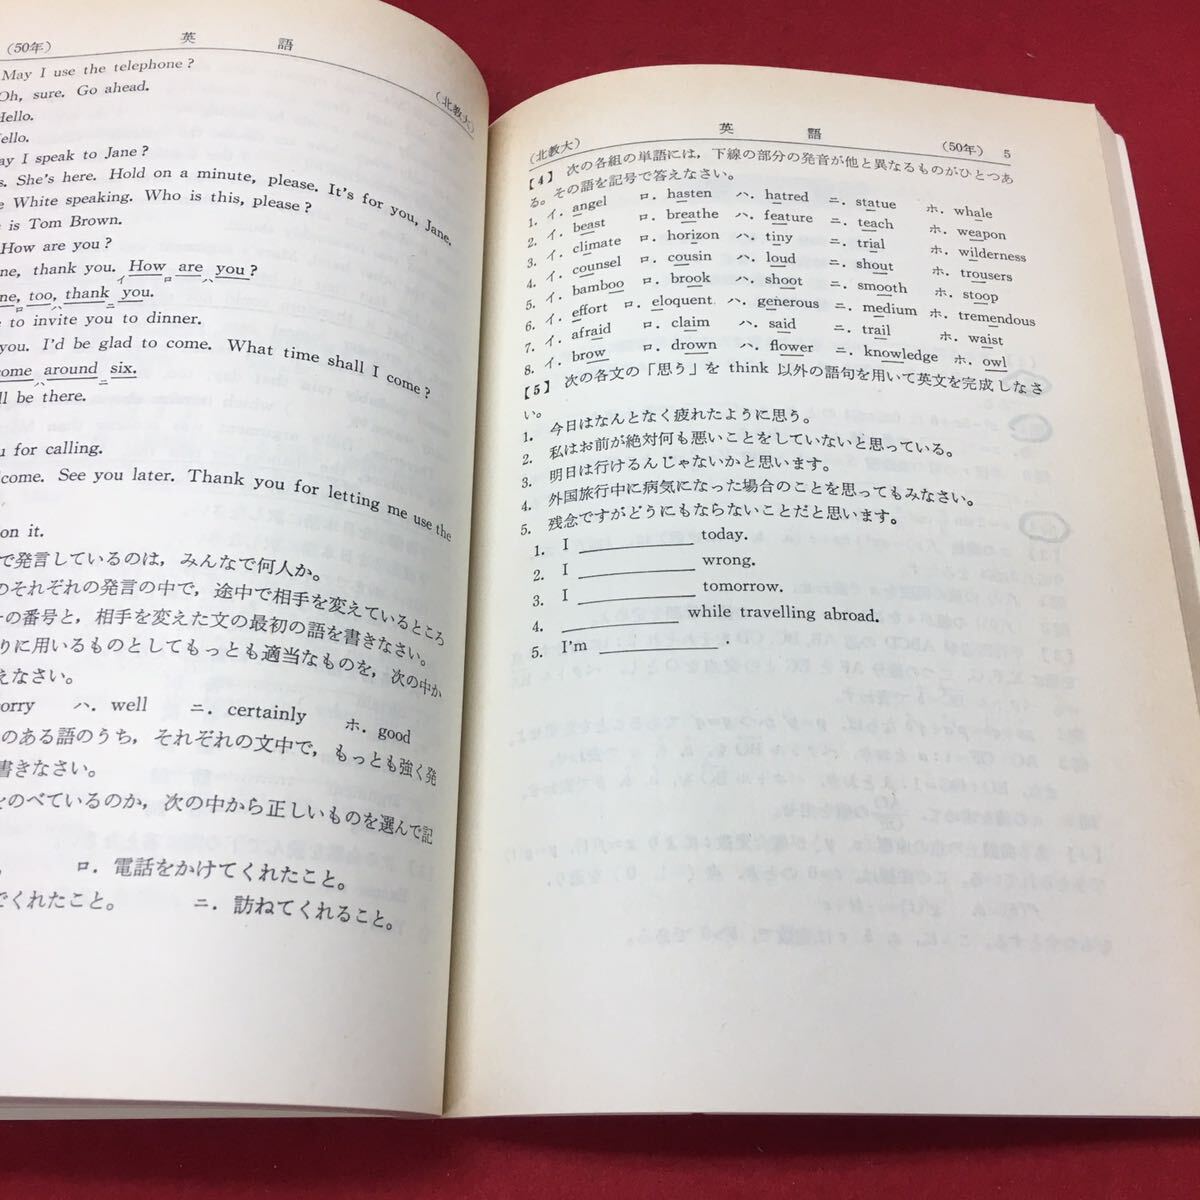 (50年)
英 語
(北教大)
May I use the telephone?
Oh, sure. Go ahead.
Hello.
ello.
ay I speak to Jane?
s. She's here. Hold on a minute, please. It's for you, Jane.
e White speaking. Who is this, please?
is Tom Brown.
How are you?
ne, thank you. How are you?
イ ロ ハ
ne, too, thank you.
ロ ハ ニ
e to invite you to dinner.
you. I'd be glad to come. What time shall I come?
ome around six.
ハ ニ
ll be there.
u for calling.
lcome. See you later. Thank you for letting me use the
on it.
で発言しているのは，みんなで何人か。
のそれぞれの発言の中で，途中で相手を変えているところ
ーの番号と，相手を変えた文の最初の語を書きなさい。
りに用いるものとしてもっとも適当なものを，次の中か
えなさい。
orry ハ．well ニ．certainly ホ．good
のある語のうち，それぞれの文中で，もっとも強く発
書きなさい。
をのべているのか，次の中から正しいものを選んで記
ロ．電話をかけてくれたこと。
でくれたこと。 ニ．訪ねてくれること。
(北教大)
英 語
(50年) 5
【4】 次の各組の単語には，下線の部分の発音が他と異なるものがひとつあ
る。その語を記号で答えなさい。
1. イ．angel ロ．hasten ハ．hatred ニ．statue ホ．whale
2. イ．beast ロ．breathe ハ．feature ニ．teach ホ．weapon
3. イ．climate ロ．horizon ハ．tiny ニ．trial ホ．wilderness
4. イ．counsel ロ．cousin ハ．loud ニ．shout ホ．trousers
5. イ．bamboo ロ．brook ハ．shoot ニ．smooth ホ．stoop
6. イ．effort ロ．eloquent ハ．generous ニ．medium ホ．tremendous
7. イ．afraid ロ．claim ハ．said ニ．trail ホ．waist
8. イ．brow ロ．drown ハ．flower ニ．knowledge ホ．owl
【5】 次の各文の「思う」を think 以外の語句を用いて英文を完成しなさ
い。
1. 今日はなんとなく疲れたように思う。
2. 私はお前が絶対何も悪いことをしていないと思っている。
3. 明日は行けるんじゃないかと思います。
4. 外国旅行中に病気になった場合のことを思ってもみなさい。
5. 残念ですがどうにもならないことだと思います。
1. I ＿＿＿＿ today.
2. I ＿＿＿＿ wrong.
3. I ＿＿＿＿ tomorrow.
4. ＿＿＿＿ while travelling abroad.
5. I'm ＿＿＿＿ .